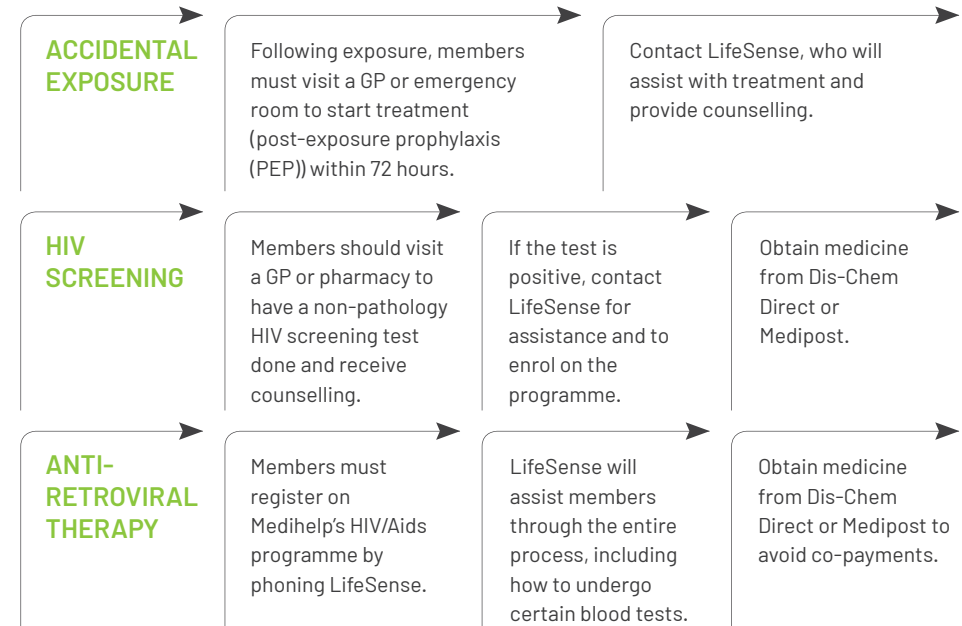 ACCIDENTAL
EXPOSURE
Following exposure, members
must visit a GP or emergency
room to start treatment
(post-exposure prophylaxis
(PEP)) within 72 hours.
Contact LifeSense, who will
assist with treatment and
provide counselling.
HIV
SCREENING
Members should visit
a GP or pharmacy to
have a non-pathology
HIV screening test
done and receive
counselling.
If the test is
positive, contact
LifeSense for
assistance and to
enrol on the
programme.
Obtain medicine
from Dis-Chem
Direct or
Medipost.
ANTI-
RETROVIRAL
THERAPY
Members must
register on
Medihelp's HIV/Aids
programme by
phoning LifeSense.
LifeSense will
assist members
through the entire
process, including
how to undergo
certain blood tests.
Obtain medicine
from Dis-Chem
Direct or Medipost to
avoid co-payments.